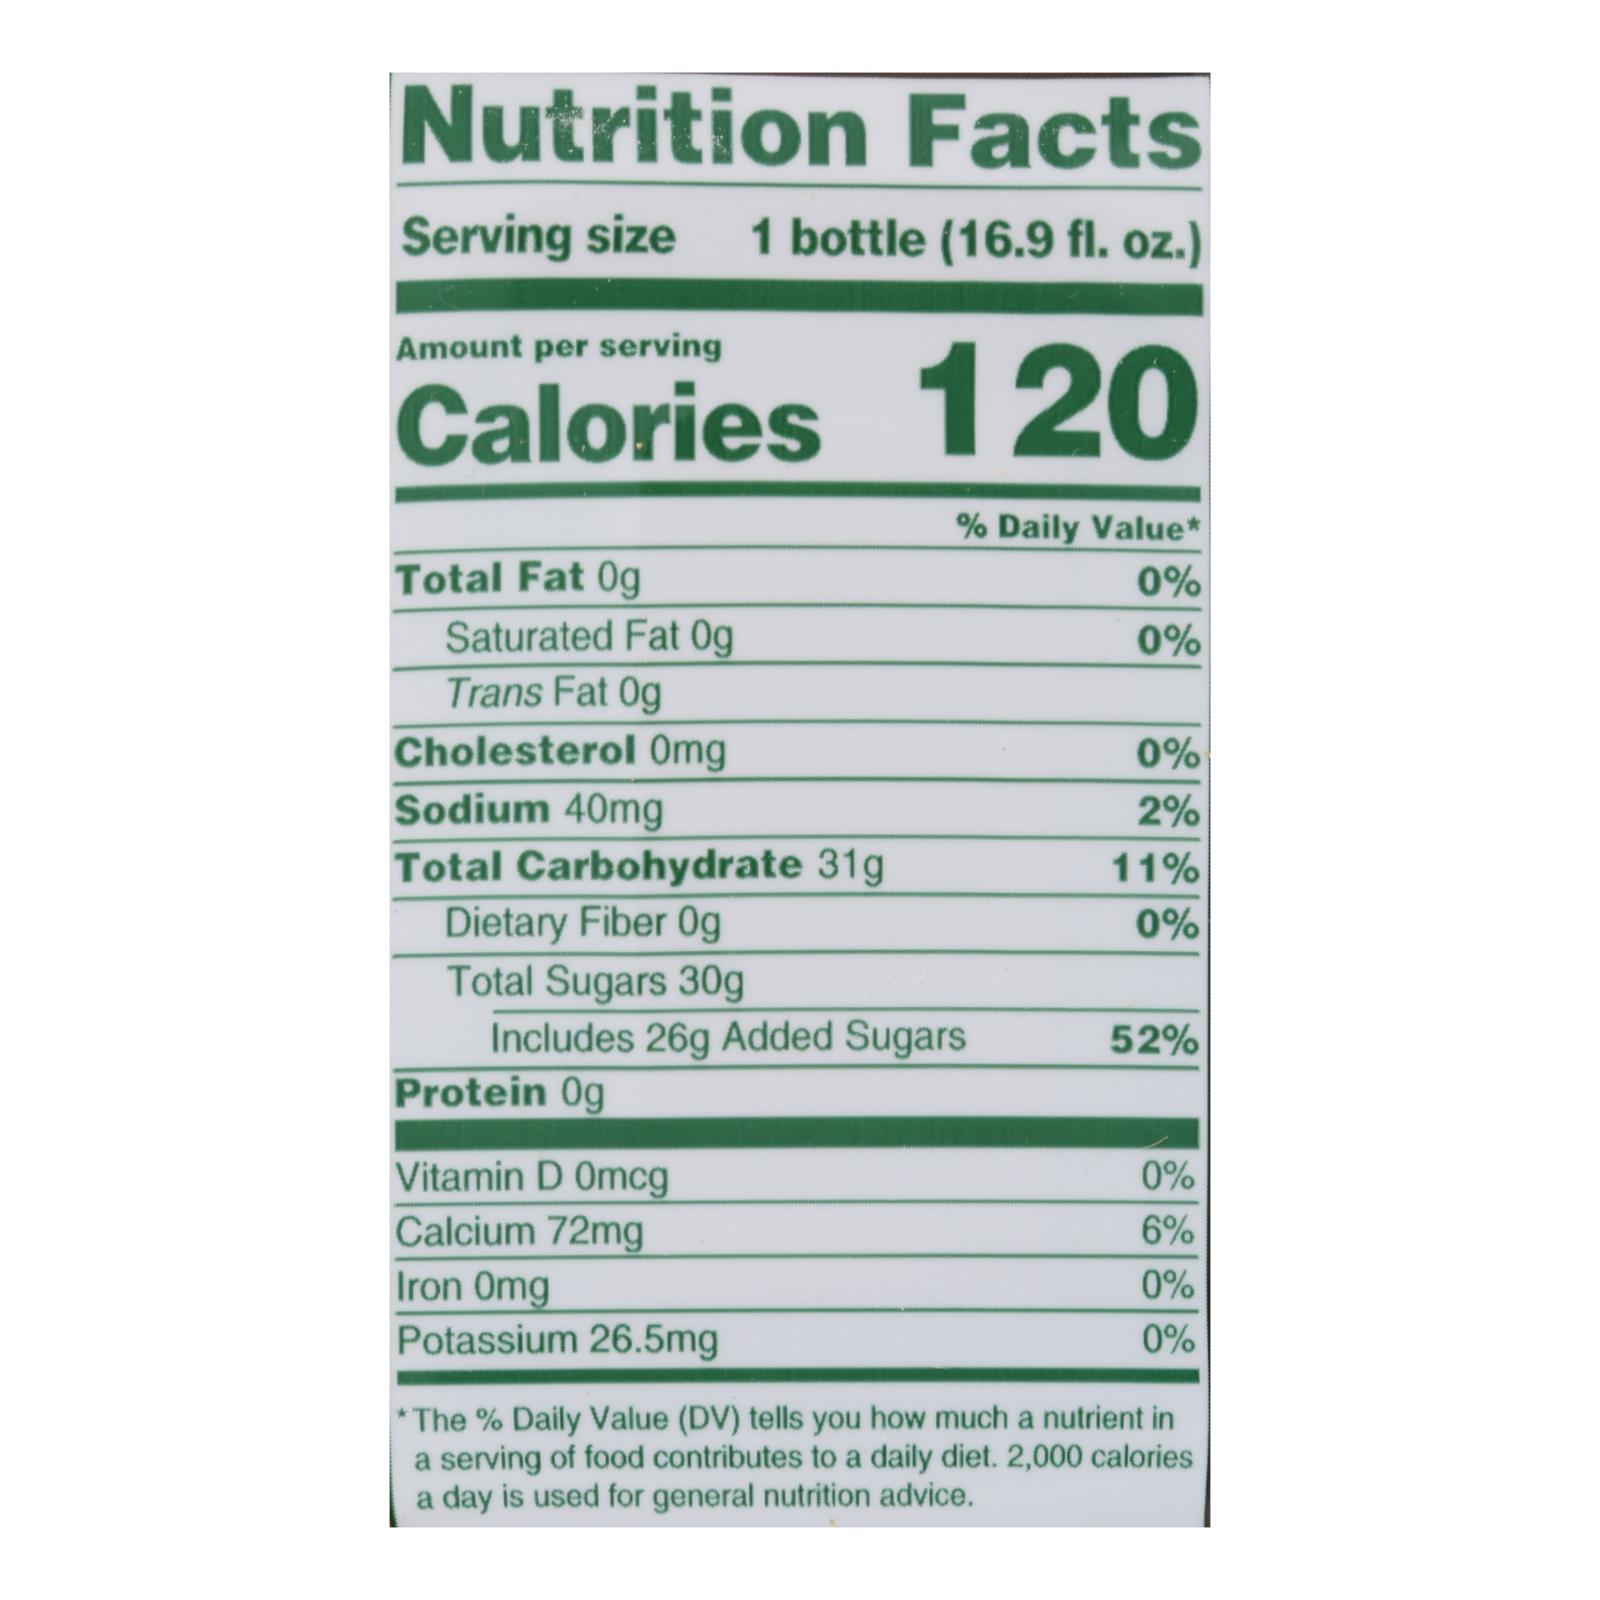 Nutrition Facts
Serving size 1 bottle (16.9 fl. oz.)
Amount per serving
Calories 120
% Daily Value*
Total Fat 0g 0%
Saturated Fat 0g 0%
Trans Fat 0g
Cholesterol 0mg 0%
Sodium 40mg 2%
Total Carbohydrate 31g 11%
Dietary Fiber 0g 0%
Total Sugars 30g
Includes 26g Added Sugars 52%
Protein 0g
Vitamin D 0mcg 0%
Calcium 72mg 6%
Iron 0mg 0%
Potassium 26.5mg 0%
*The % Daily Value (DV) tells you how much a nutrient in
a serving of food contributes to a daily diet. 2,000 calories
a day is used for general nutrition advice.